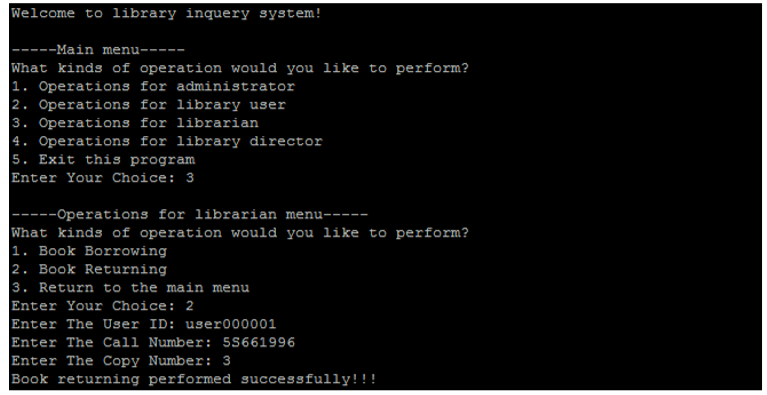 Welcome to library inquery system!
-----Main menu-----
What kinds of operation would you like to perform?
1. Operations for administrator
2. Operations for library user
3. Operations for librarian
4. Operations for library director
5. Exit this program
Enter Your Choice: 3
-----Operations for librarian menu-----
What kinds of operation would you like to perform?
1. Book Borrowing
2. Book Returning
3. Return to the main menu
Enter Your Choice: 2
Enter The User ID: user000001
Enter The Call Number: 5S661996
Enter The Copy Number: 3
Book returning performed successfully!!!